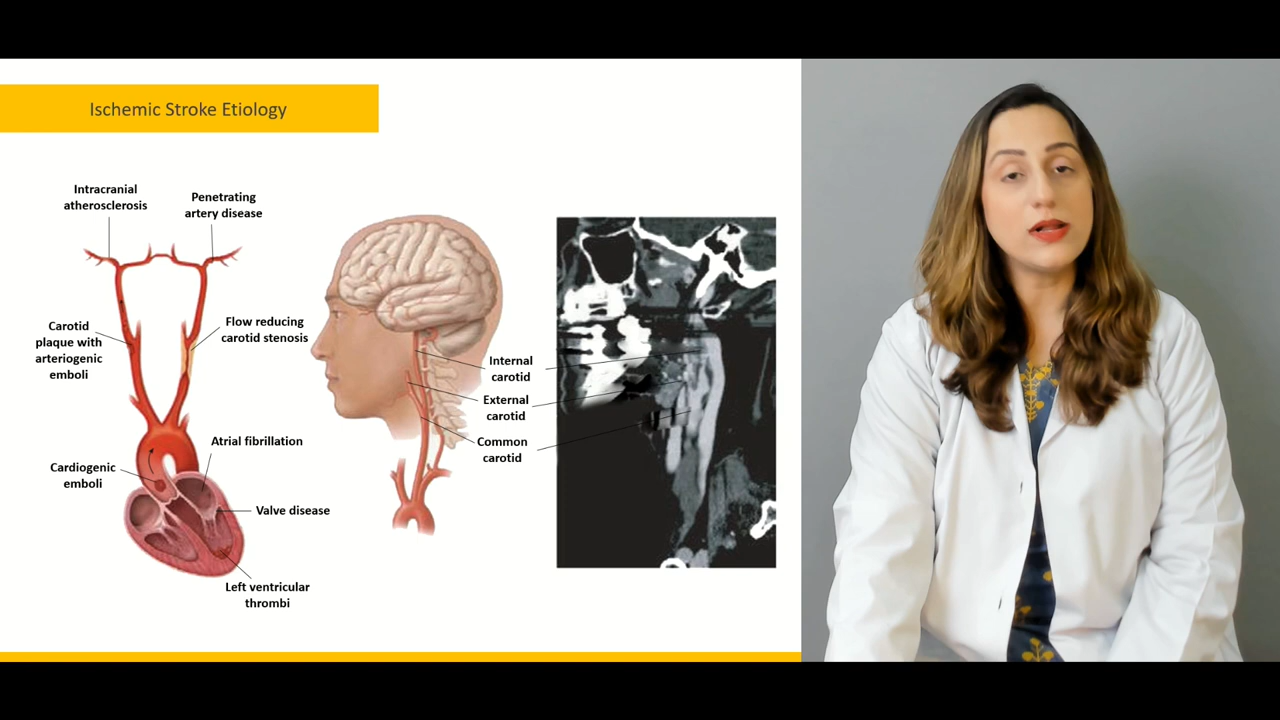 Ischemic Stroke Etiology
Intracranial
atherosclerosis
Penetrating
artery disease
Carotid
plaque with
arteriogenic
emboli
Flow reducing
carotid stenosis
Atrial fibrillation
Cardiogenic
emboli
Valve disease
Left ventricular
thrombi
Internal
carotid
External
carotid
Common
carotid